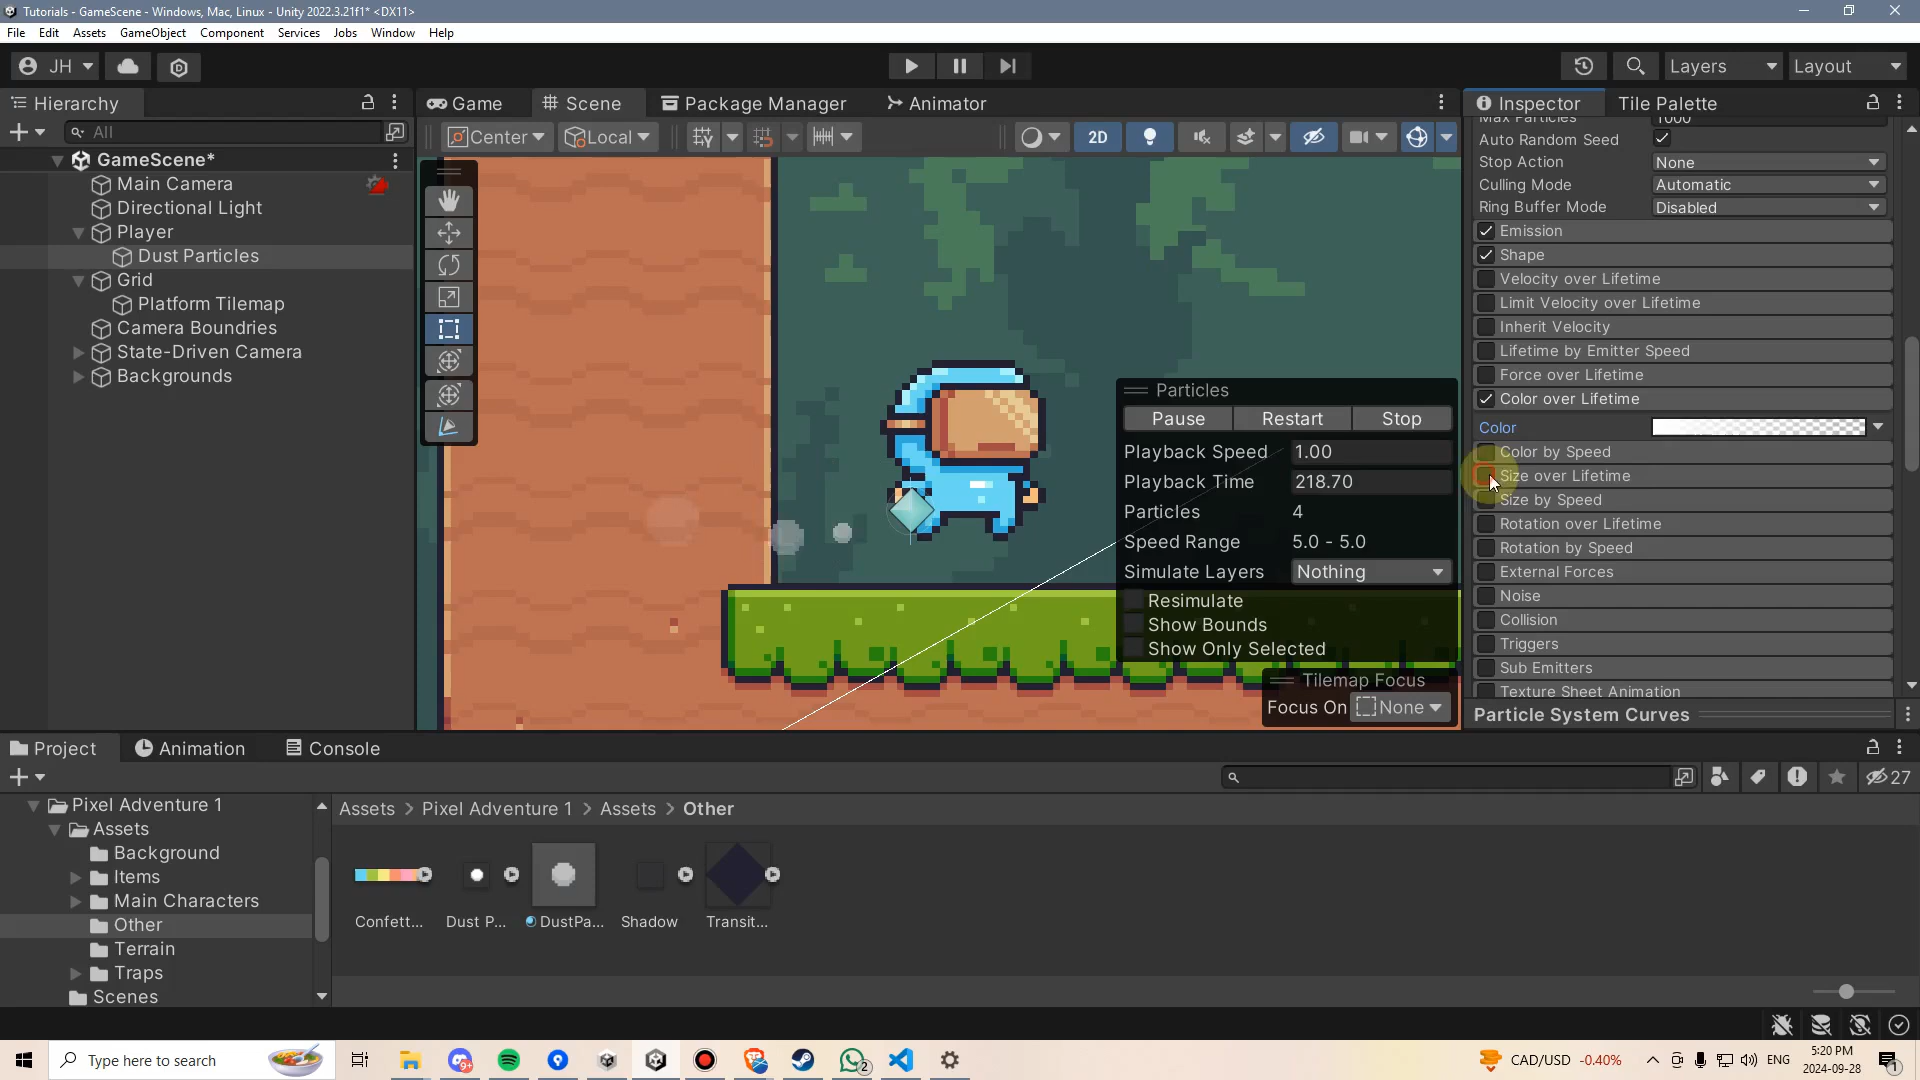 Tutorials - GameScene - Windows, Mac, Linux - Unity 2022.3.21f1* <DX11>
File Edit Assets GameObject Component Services Jobs Window Help
JH
Layers
Layout
Hierarchy
Game
Scene
Package Manager
Animator
Inspector
Tile Palette
All
Center
Local
2D
GameScene*
Main Camera
Directional Light
Player
Dust Particles
Grid
Platform Tilemap
Camera Boundries
State-Driven Camera
Backgrounds
Particles
Pause Restart Stop
Playback Speed 1.00
Playback Time 218.70
Particles 4
Speed Range 5.0 - 5.0
Simulate Layers Nothing
Resimulate
Show Bounds
Show Only Selected
Tilemap Focus
Focus On None
Max Particles 1000
Auto Random Seed
Stop Action None
Culling Mode Automatic
Ring Buffer Mode Disabled
Emission
Shape
Velocity over Lifetime
Limit Velocity over Lifetime
Inherit Velocity
Lifetime by Emitter Speed
Force over Lifetime
Color over Lifetime
Color
Color by Speed
Size over Lifetime
Size by Speed
Rotation over Lifetime
Rotation by Speed
External Forces
Noise
Collision
Triggers
Sub Emitters
Texture Sheet Animation
Particle System Curves
Project
Animation
Console
27
Pixel Adventure 1
Assets
Background
Items
Main Characters
Other
Terrain
Traps
Scenes
Assets > Pixel Adventure 1 > Assets > Other
Confett...
Dust P...
DustPa...
Shadow
Transit...
Type here to search
9+
2
CAD/USD -0.40%
ENG
5:20 PM
2024-09-28
1